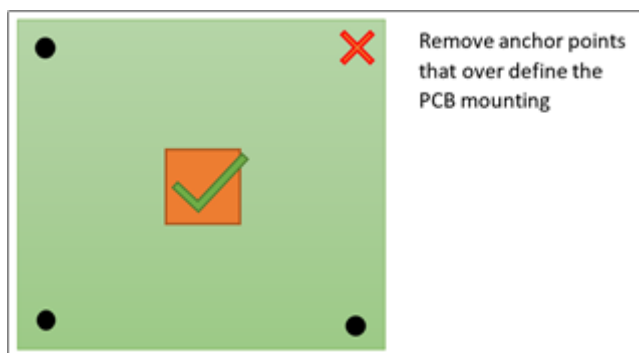 Remove anchor points
that over define the
PCB mounting